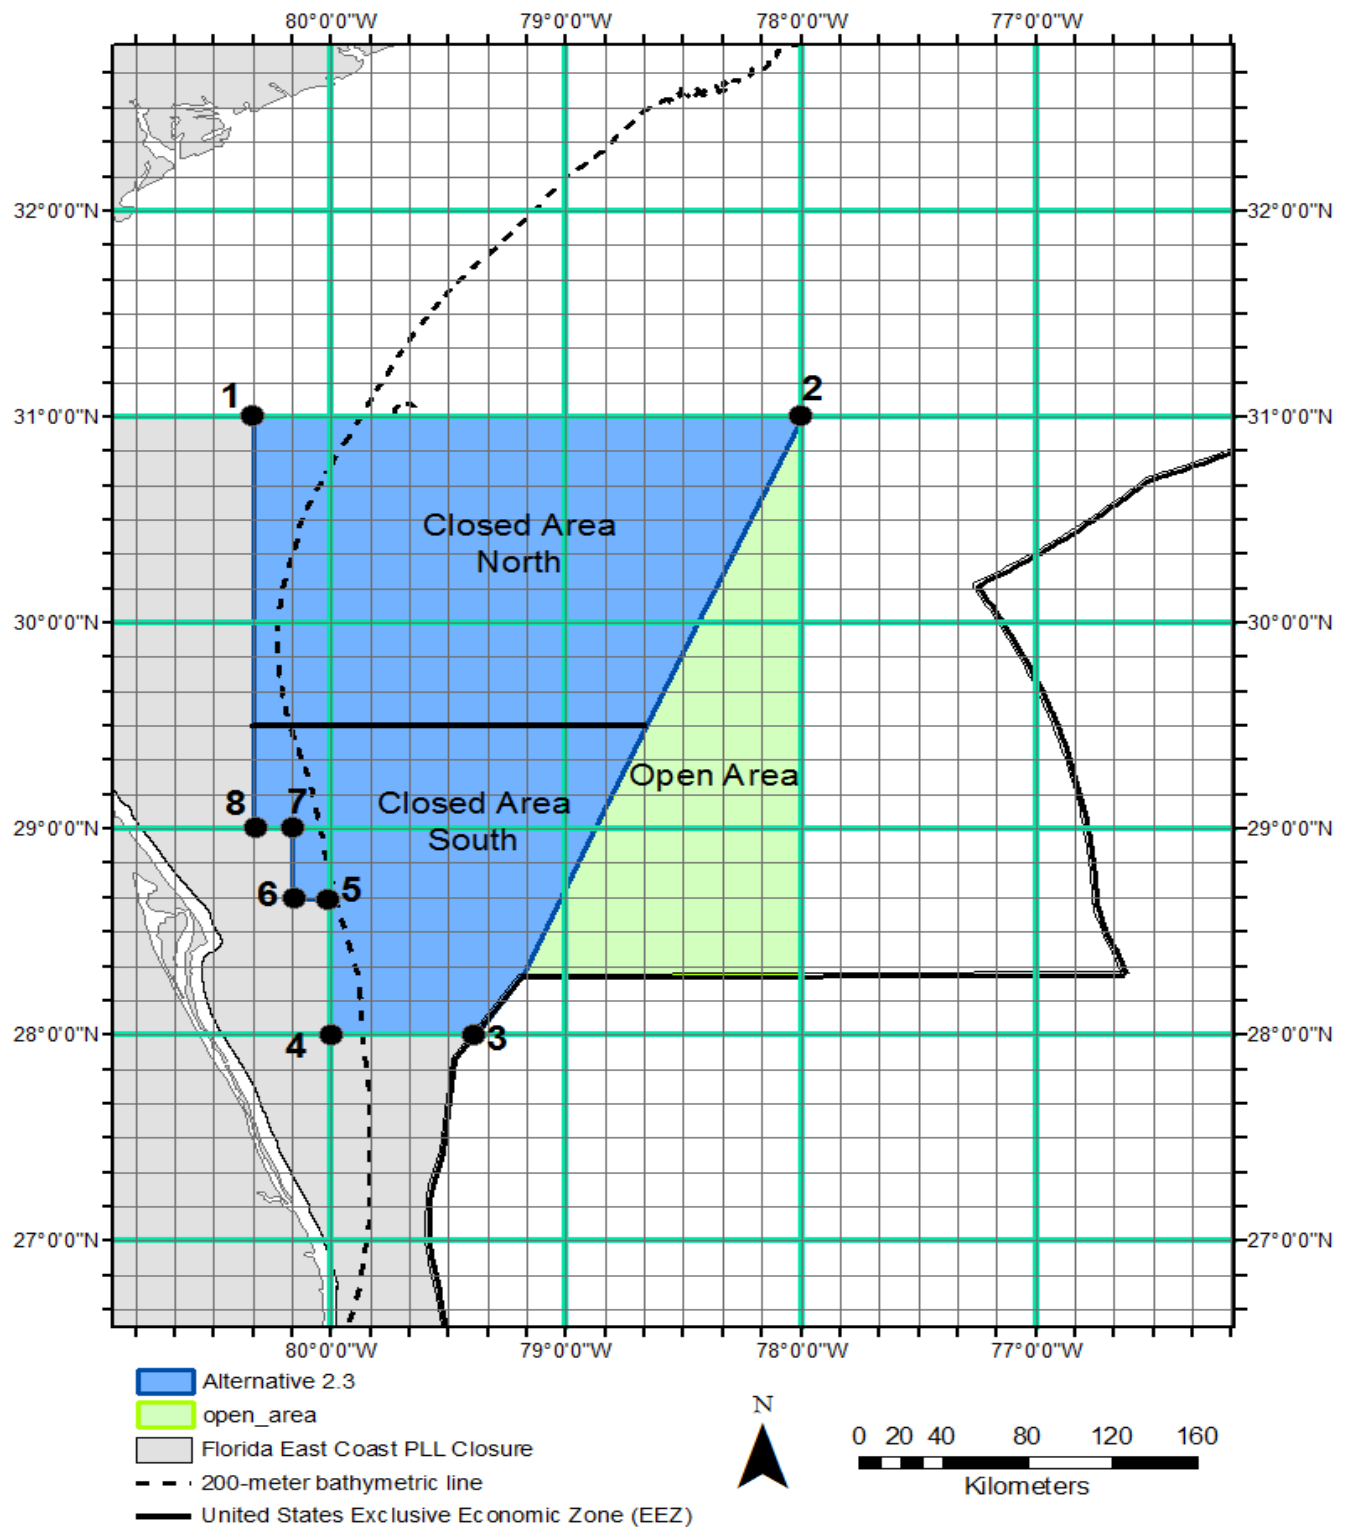 80°0'0"W 79°0'0"W 78°0'0"W 77°0'0"W
32°0'0"N 32°0'0"N
1 2
31°0'0"N 31°0'0"N
Closed Area
North
30°0'0"N 30°0'0"N
Open Area
Closed Area
South
8 7
29°0'0"N 29°0'0"N
6 5
28°0'0"N 28°0'0"N
4 3
27°0'0"N 27°0'0"N
80°0'0"W 79°0'0"W 78°0'0"W 77°0'0"W
Alternative 2.3
open_area
Florida East Coast PLL Closure
200-meter bathymetric line
United States Exclusive Economic Zone (EEZ)
N
0 20 40 80 120 160
Kilometers